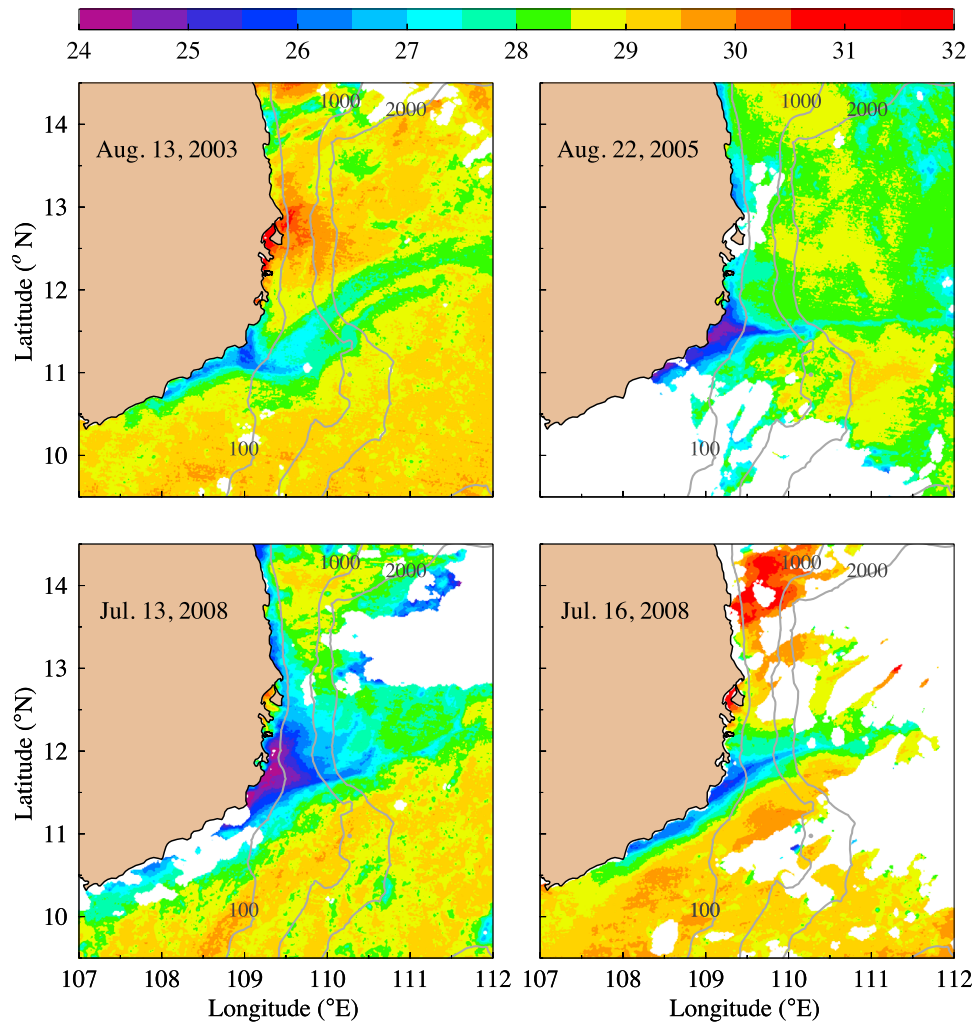 24 25 26 27 28 29 30 31 32
14 13 12 11 10
Latitude (° N)
Aug. 13, 2003
1000
2000
100
Aug. 22, 2005
1000
2000
100
14 13 12 11 10
Latitude (°N)
Jul. 13, 2008
1000
2000
100
107 108 109 110 111 112
Longitude (°E)
Jul. 16, 2008
1000
2000
100
107 108 109 110 111 112
Longitude (°E)